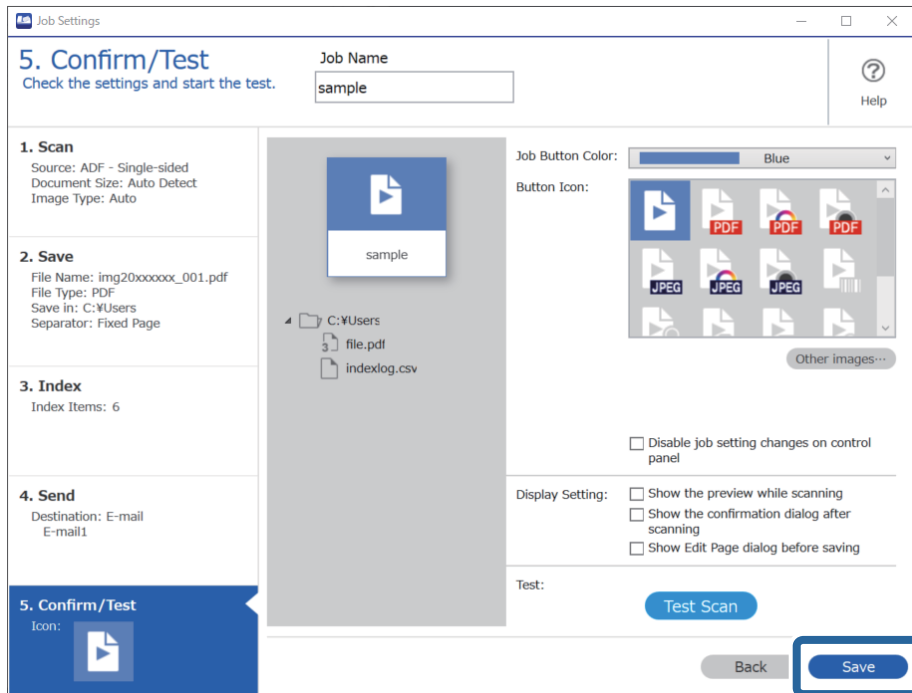 Job Settings
5. Confirm/Test
Check the settings and start the test.
Job Name
sample
Help
1. Scan
Source: ADF - Single-sided
Document Size: Auto Detect
Image Type: Auto
2. Save
File Name: img20xxxxxx_001.pdf
File Type: PDF
Save in: C:¥Users
Separator: Fixed Page
3. Index
Index Items: 6
4. Send
Destination: E-mail
E-mail1
5. Confirm/Test
Icon:
sample
C:¥Users
3 file.pdf
indexlog.csv
Job Button Color: Blue
Button Icon:
PDF PDF PDF
JPEG JPEG JPEG
Other images···
Disable job setting changes on control
panel
Display Setting: Show the preview while scanning
Show the confirmation dialog after
scanning
Show Edit Page dialog before saving
Test:
Test Scan
Back Save